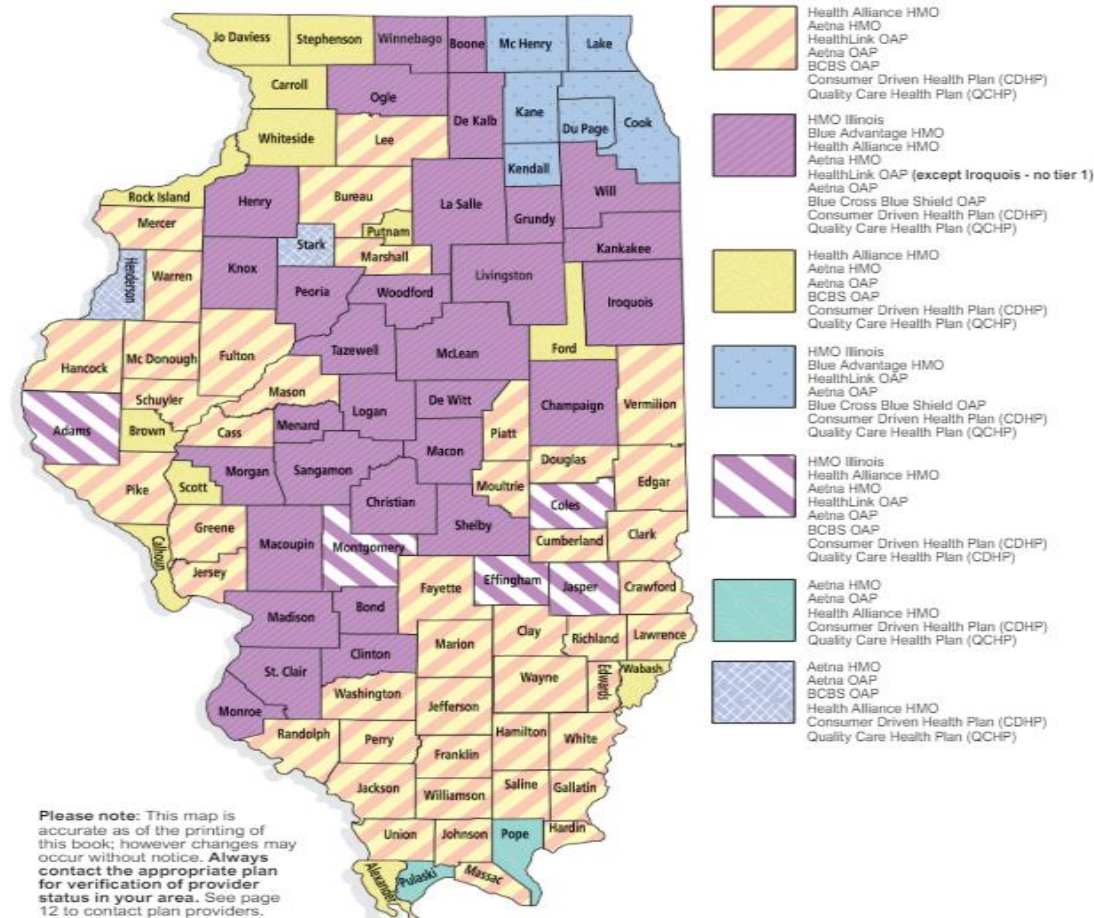 Jo Daviess
Stephenson
Winnebago
Boone
Mc Henry
Lake
Carroll
Ogle
De Kalb
Kane
Du Page
Cook
Whiteside
Lee
Kendall
Will
Rock Island
Henry
Bureau
La Salle
Grundy
Mercer
Putnam
Stark
Marshall
Kankakee
Henderson
Warren
Knox
Peoria
Woodford
Livingston
Iroquois
Hancock
Mc Donough
Fulton
Tazewell
McLean
Ford
Schuyler
Mason
Logan
De Witt
Champaign
Vermilion
Adams
Brown
Cass
Menard
Piatt
Pike
Scott
Morgan
Sangamon
Macon
Douglas
Edgar
Moultrie
Christian
Shelby
Coles
Greene
Macoupin
Montgomery
Cumberland
Clark
Calhoun
Jersey
Fayette
Effingham
Jasper
Crawford
Madison
Bond
Clay
Richland
Lawrence
St. Clair
Clinton
Marion
Wayne
Edwards
Wabash
Monroe
Washington
Jefferson
Randolph
Perry
Hamilton
White
Franklin
Jackson
Williamson
Saline
Gallatin
Union
Johnson
Pope
Hardin
Alexander
Pulaski
Massac
Health Alliance HMO
Aetna HMO
HealthLink OAP
Aetna OAP
BCBS OAP
Consumer Driven Health Plan (CDHP)
Quality Care Health Plan (QCHP)
HMO Illinois
Blue Advantage HMO
Health Alliance HMO
Aetna HMO
HealthLink OAP (except Iroquois - no tier 1)
Aetna OAP
Blue Cross Blue Shield OAP
Consumer Driven Health Plan (CDHP)
Quality Care Health Plan (QCHP)
Health Alliance HMO
Aetna HMO
Aetna OAP
BCBS OAP
Consumer Driven Health Plan (CDHP)
Quality Care Health Plan (QCHP)
HMO Illinois
Blue Advantage HMO
HealthLink OAP
Aetna OAP
Blue Cross Blue Shield OAP
Consumer Driven Health Plan (CDHP)
Quality Care Health Plan (QCHP)
HMO Illinois
Health Alliance HMO
Aetna HMO
HealthLink OAP
Aetna OAP
BCBS OAP
Consumer Driven Health Plan (CDHP)
Quality Care Health Plan (CDHP)
Aetna HMO
Aetna OAP
Health Alliance HMO
Consumer Driven Health Plan (CDHP)
Quality Care Health Plan (QCHP)
Aetna HMO
Aetna OAP
BCBS OAP
Health Alliance HMO
Consumer Driven Health Plan (CDHP)
Quality Care Health Plan (QCHP)
Please note: This map is
accurate as of the printing of
this book; however changes may
occur without notice. Always
contact the appropriate plan
for verification of provider
status in your area. See page
12 to contact plan providers.